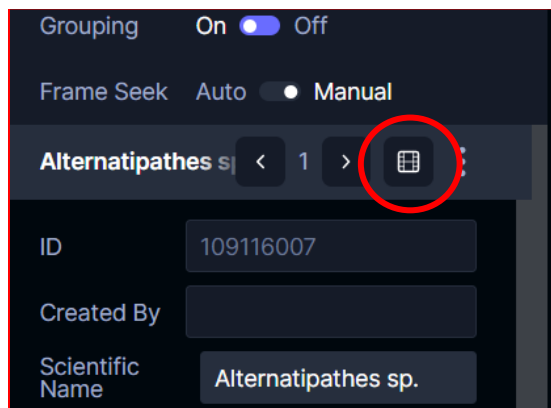 Grouping On Off
Frame Seek Auto Manual
Alternatipathes s 1
ID 109116007
Created By
Scientific
Name Alternatipathes sp.